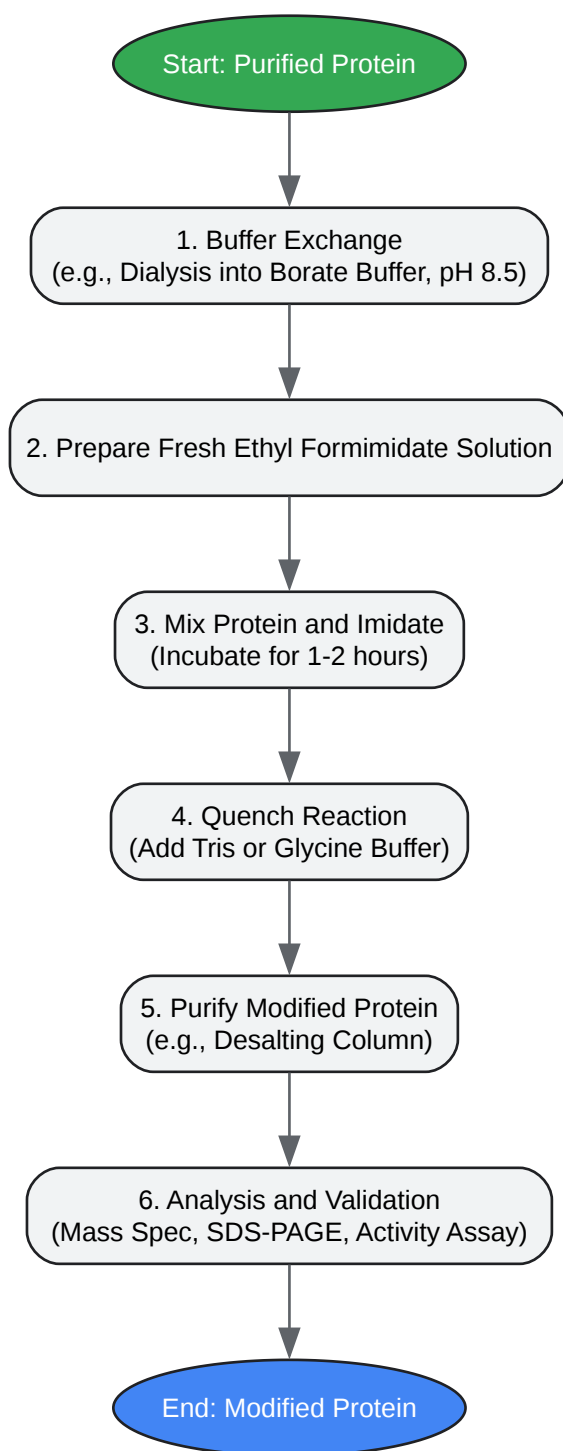 Start: Purified Protein
1. Buffer Exchange
(e.g., Dialysis into Borate Buffer, pH 8.5)
2. Prepare Fresh Ethyl Formimidate Solution
3. Mix Protein and Imidate
(Incubate for 1-2 hours)
4. Quench Reaction
(Add Tris or Glycine Buffer)
5. Purify Modified Protein
(e.g., Desalting Column)
6. Analysis and Validation
(Mass Spec, SDS-PAGE, Activity Assay)
End: Modified Protein